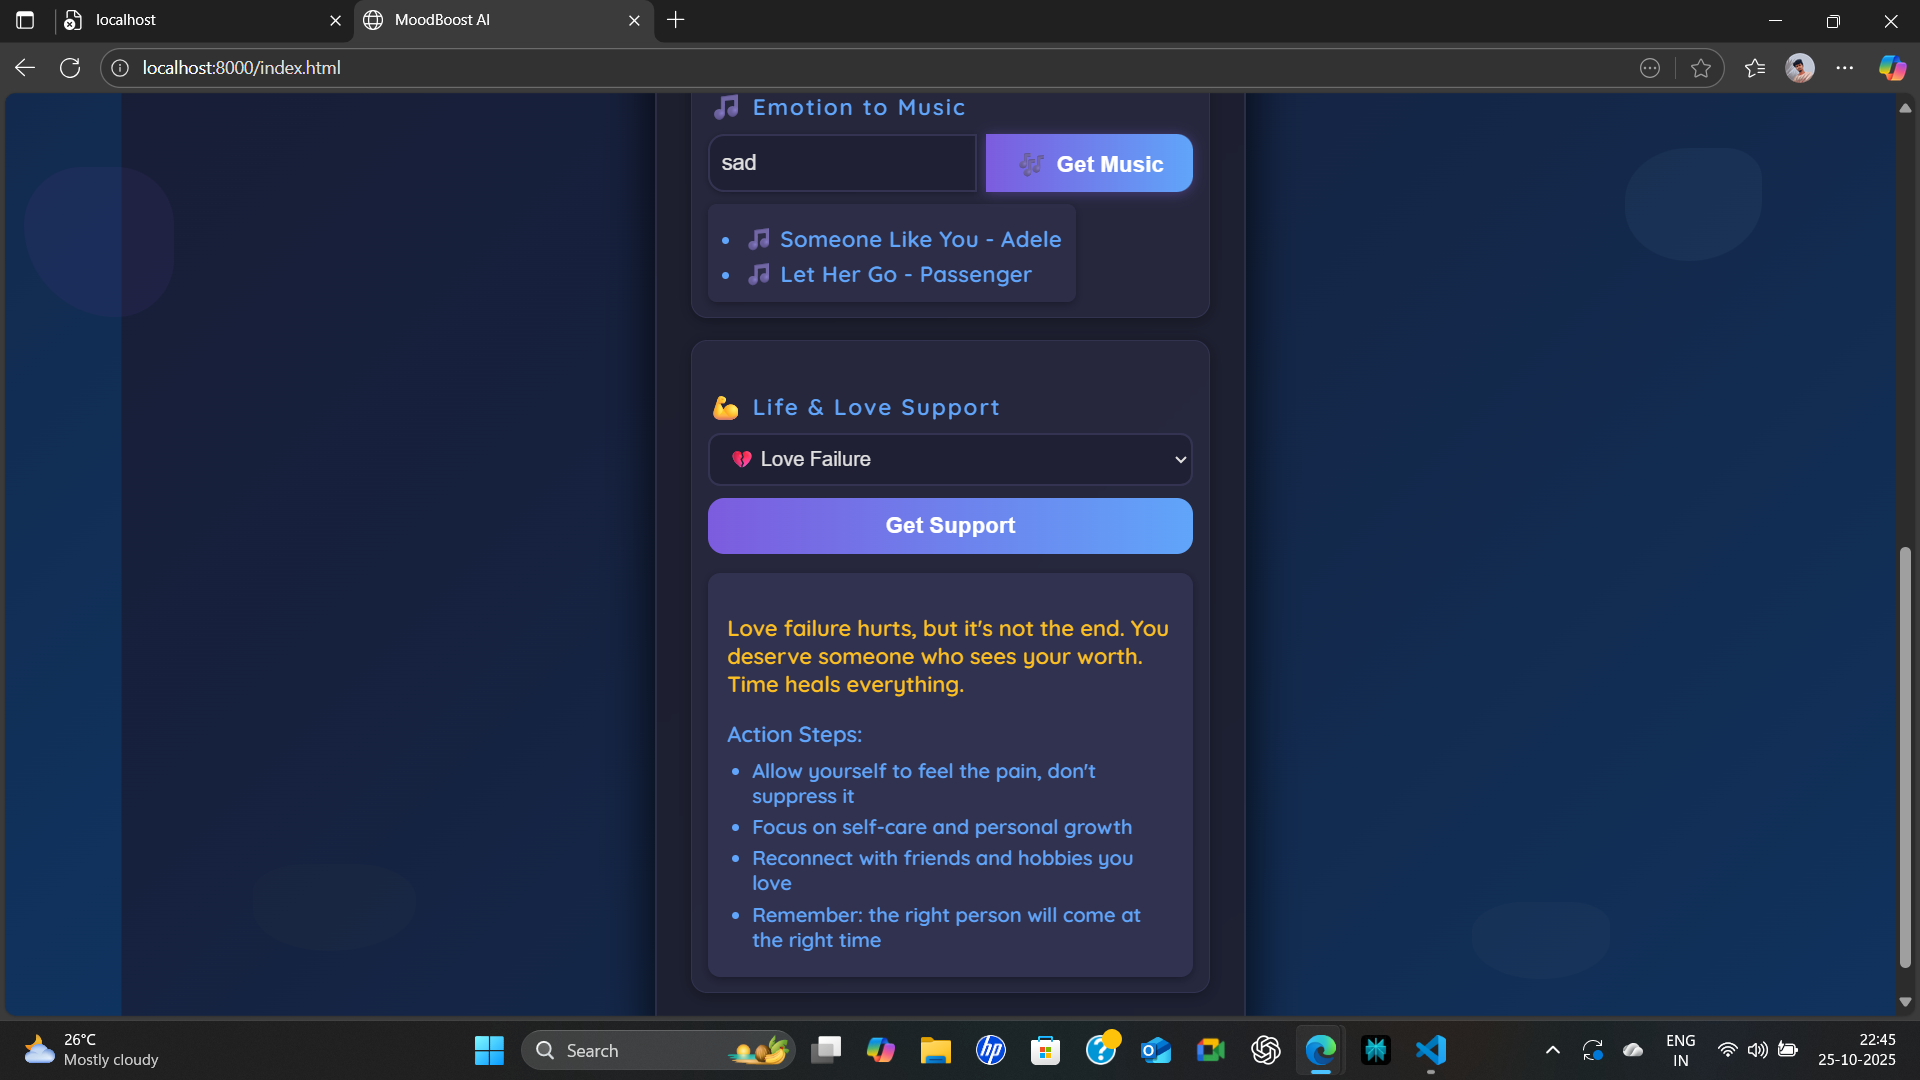 localhost
MoodBoost AI
localhost:8000/index.html
🎵 Emotion to Music
sad
🎶 Get Music
• 🎵 Someone Like You - Adele
• 🎵 Let Her Go - Passenger
💪 Life & Love Support
💔 Love Failure
Get Support
Love failure hurts, but it's not the end. You
deserve someone who sees your worth.
Time heals everything.
Action Steps:
• Allow yourself to feel the pain, don't
suppress it
• Focus on self-care and personal growth
• Reconnect with friends and hobbies you
love
• Remember: the right person will come at
the right time
26°C
Mostly cloudy
Search
hp
ENG
IN
22:45
25-10-2025